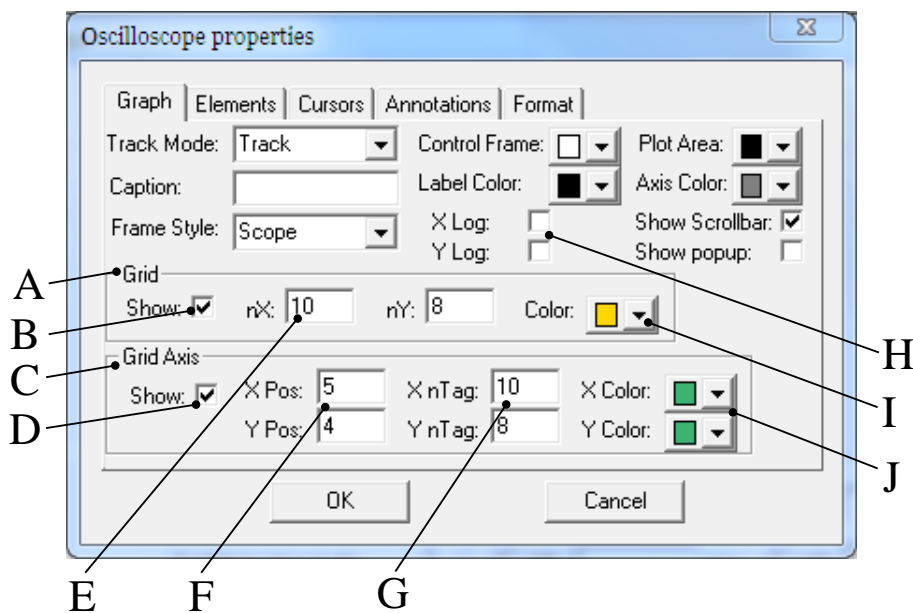 Oscilloscope properties
Graph Elements Cursors Annotations Format
Track Mode: Track Control Frame: Plot Area:
Caption: Label Color: Axis Color:
Frame Style: Scope X Log: Show Scrollbar:
Y Log: Show popup:
A Grid
B Show: nX: 10 nY: 8 Color:
H
C Grid Axis
I
D Show: X Pos: 5 X nTag: 10 X Color:
Y Pos: 4 Y nTag: 8 Y Color:
J
OK Cancel
E F G